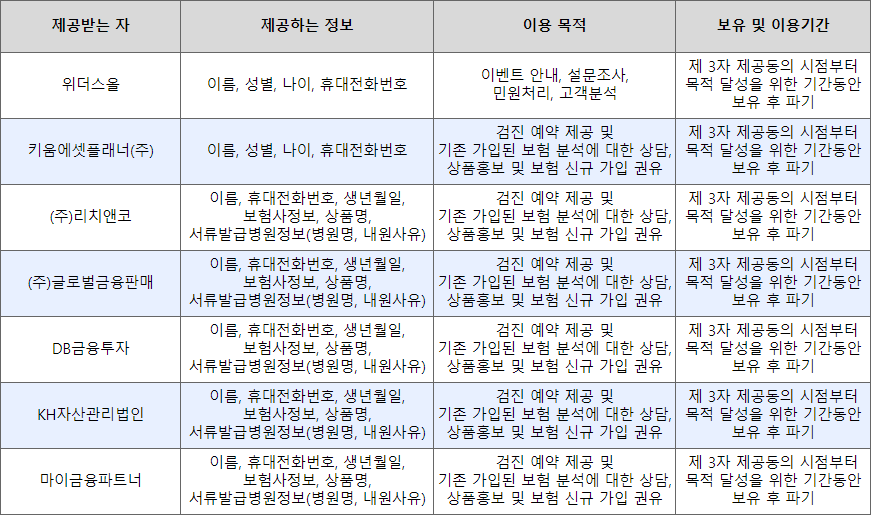 제공받는 자
제공하는 정보
이용 목적
보유 및 이용기간
위더스올
이름, 성별, 나이, 휴대전화번호
이벤트 안내, 설문조사,
민원처리, 고객분석
제 3자 제공동의 시점부터
목적 달성을 위한 기간동안
보유 후 파기
키움에셋플래너(주)
이름, 성별, 나이, 휴대전화번호
검진 예약 제공 및
기존 가입된 보험 분석에 대한 상담,
상품홍보 및 보험 신규 가입 권유
제 3자 제공동의 시점부터
목적 달성을 위한 기간동안
보유 후 파기
(주)리치앤코
이름, 휴대전화번호, 생년월일,
보험사정보, 상품명,
서류발급병원정보(병원명, 내원사유)
검진 예약 제공 및
기존 가입된 보험 분석에 대한 상담,
상품홍보 및 보험 신규 가입 권유
제 3자 제공동의 시점부터
목적 달성을 위한 기간동안
보유 후 파기
(주)글로벌금융판매
이름, 휴대전화번호, 생년월일,
보험사정보, 상품명,
서류발급병원정보(병원명, 내원사유)
검진 예약 제공 및
기존 가입된 보험 분석에 대한 상담,
상품홍보 및 보험 신규 가입 권유
제 3자 제공동의 시점부터
목적 달성을 위한 기간동안
보유 후 파기
DB금융투자
이름, 휴대전화번호, 생년월일,
보험사정보, 상품명,
서류발급병원정보(병원명, 내원사유)
검진 예약 제공 및
기존 가입된 보험 분석에 대한 상담,
상품홍보 및 보험 신규 가입 권유
제 3자 제공동의 시점부터
목적 달성을 위한 기간동안
보유 후 파기
KH자산관리법인
이름, 휴대전화번호, 생년월일,
보험사정보, 상품명,
서류발급병원정보(병원명, 내원사유)
검진 예약 제공 및
기존 가입된 보험 분석에 대한 상담,
상품홍보 및 보험 신규 가입 권유
제 3자 제공동의 시점부터
목적 달성을 위한 기간동안
보유 후 파기
마이금융파트너
이름, 휴대전화번호, 생년월일,
보험사정보, 상품명,
서류발급병원정보(병원명, 내원사유)
검진 예약 제공 및
기존 가입된 보험 분석에 대한 상담,
상품홍보 및 보험 신규 가입 권유
제 3자 제공동의 시점부터
목적 달성을 위한 기간동안
보유 후 파기